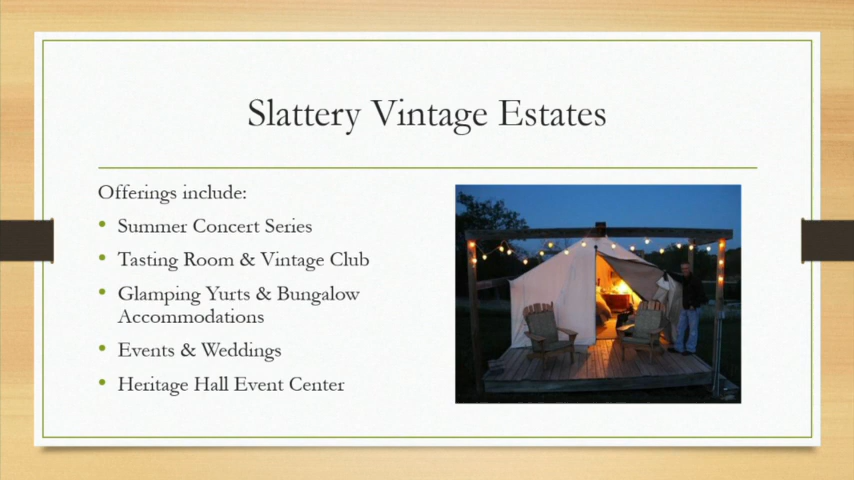 Slattery Vintage Estates
Offerings include:
• Summer Concert Series
• Tasting Room & Vintage Club
• Glamping Yurts & Bungalow
Accommodations
• Events & Weddings
• Heritage Hall Event Center